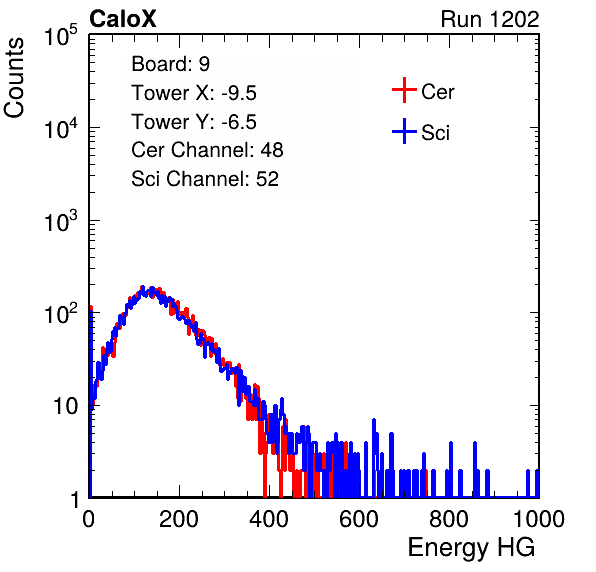 CaloX Run 1202
Counts
Board: 9
Tower X: -9.5
Tower Y: -6.5
Cer Channel: 48
Sci Channel: 52
Cer
Sci
10^5
10^4
10^3
10^2
10
1
0 200 400 600 800 1000
Energy HG